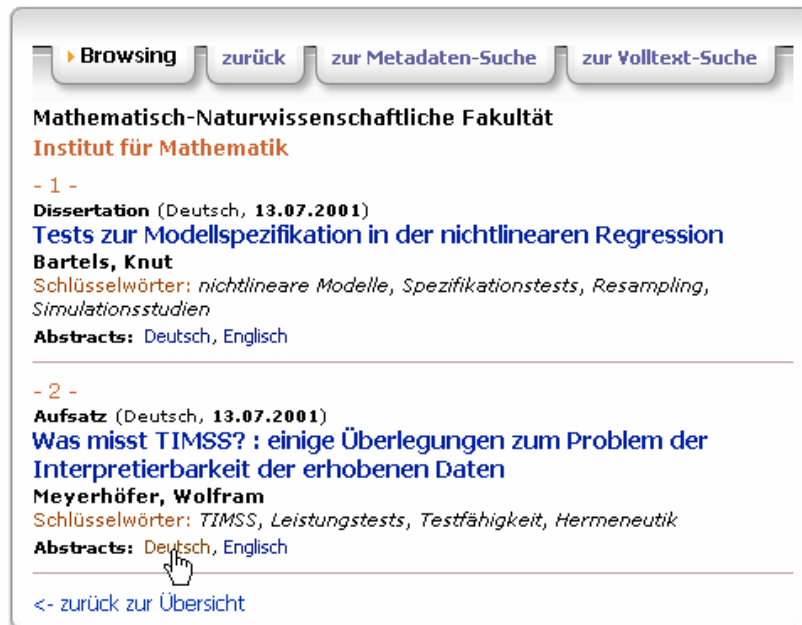 Browsing zurück zur Metadaten-Suche zur Volltext-Suche
Mathematisch-Naturwissenschaftliche Fakultät
Institut für Mathematik
- 1 -
Dissertation (Deutsch, 13.07.2001)
Tests zur Modellspezifikation in der nichtlinearen Regression
Bartels, Knut
Schlüsselwörter: nichtlineare Modelle, Spezifikationstests, Resampling,
Simulationsstudien
Abstracts: Deutsch, Englisch
- 2 -
Aufsatz (Deutsch, 13.07.2001)
Was misst TIMSS? : einige Überlegungen zum Problem der
Interpretierbarkeit der erhobenen Daten
Meyerhöfer, Wolfram
Schlüsselwörter: TIMSS, Leistungstests, Testfähigkeit, Hermeneutik
Abstracts: Deutsch, Englisch
<- zurück zur Übersicht